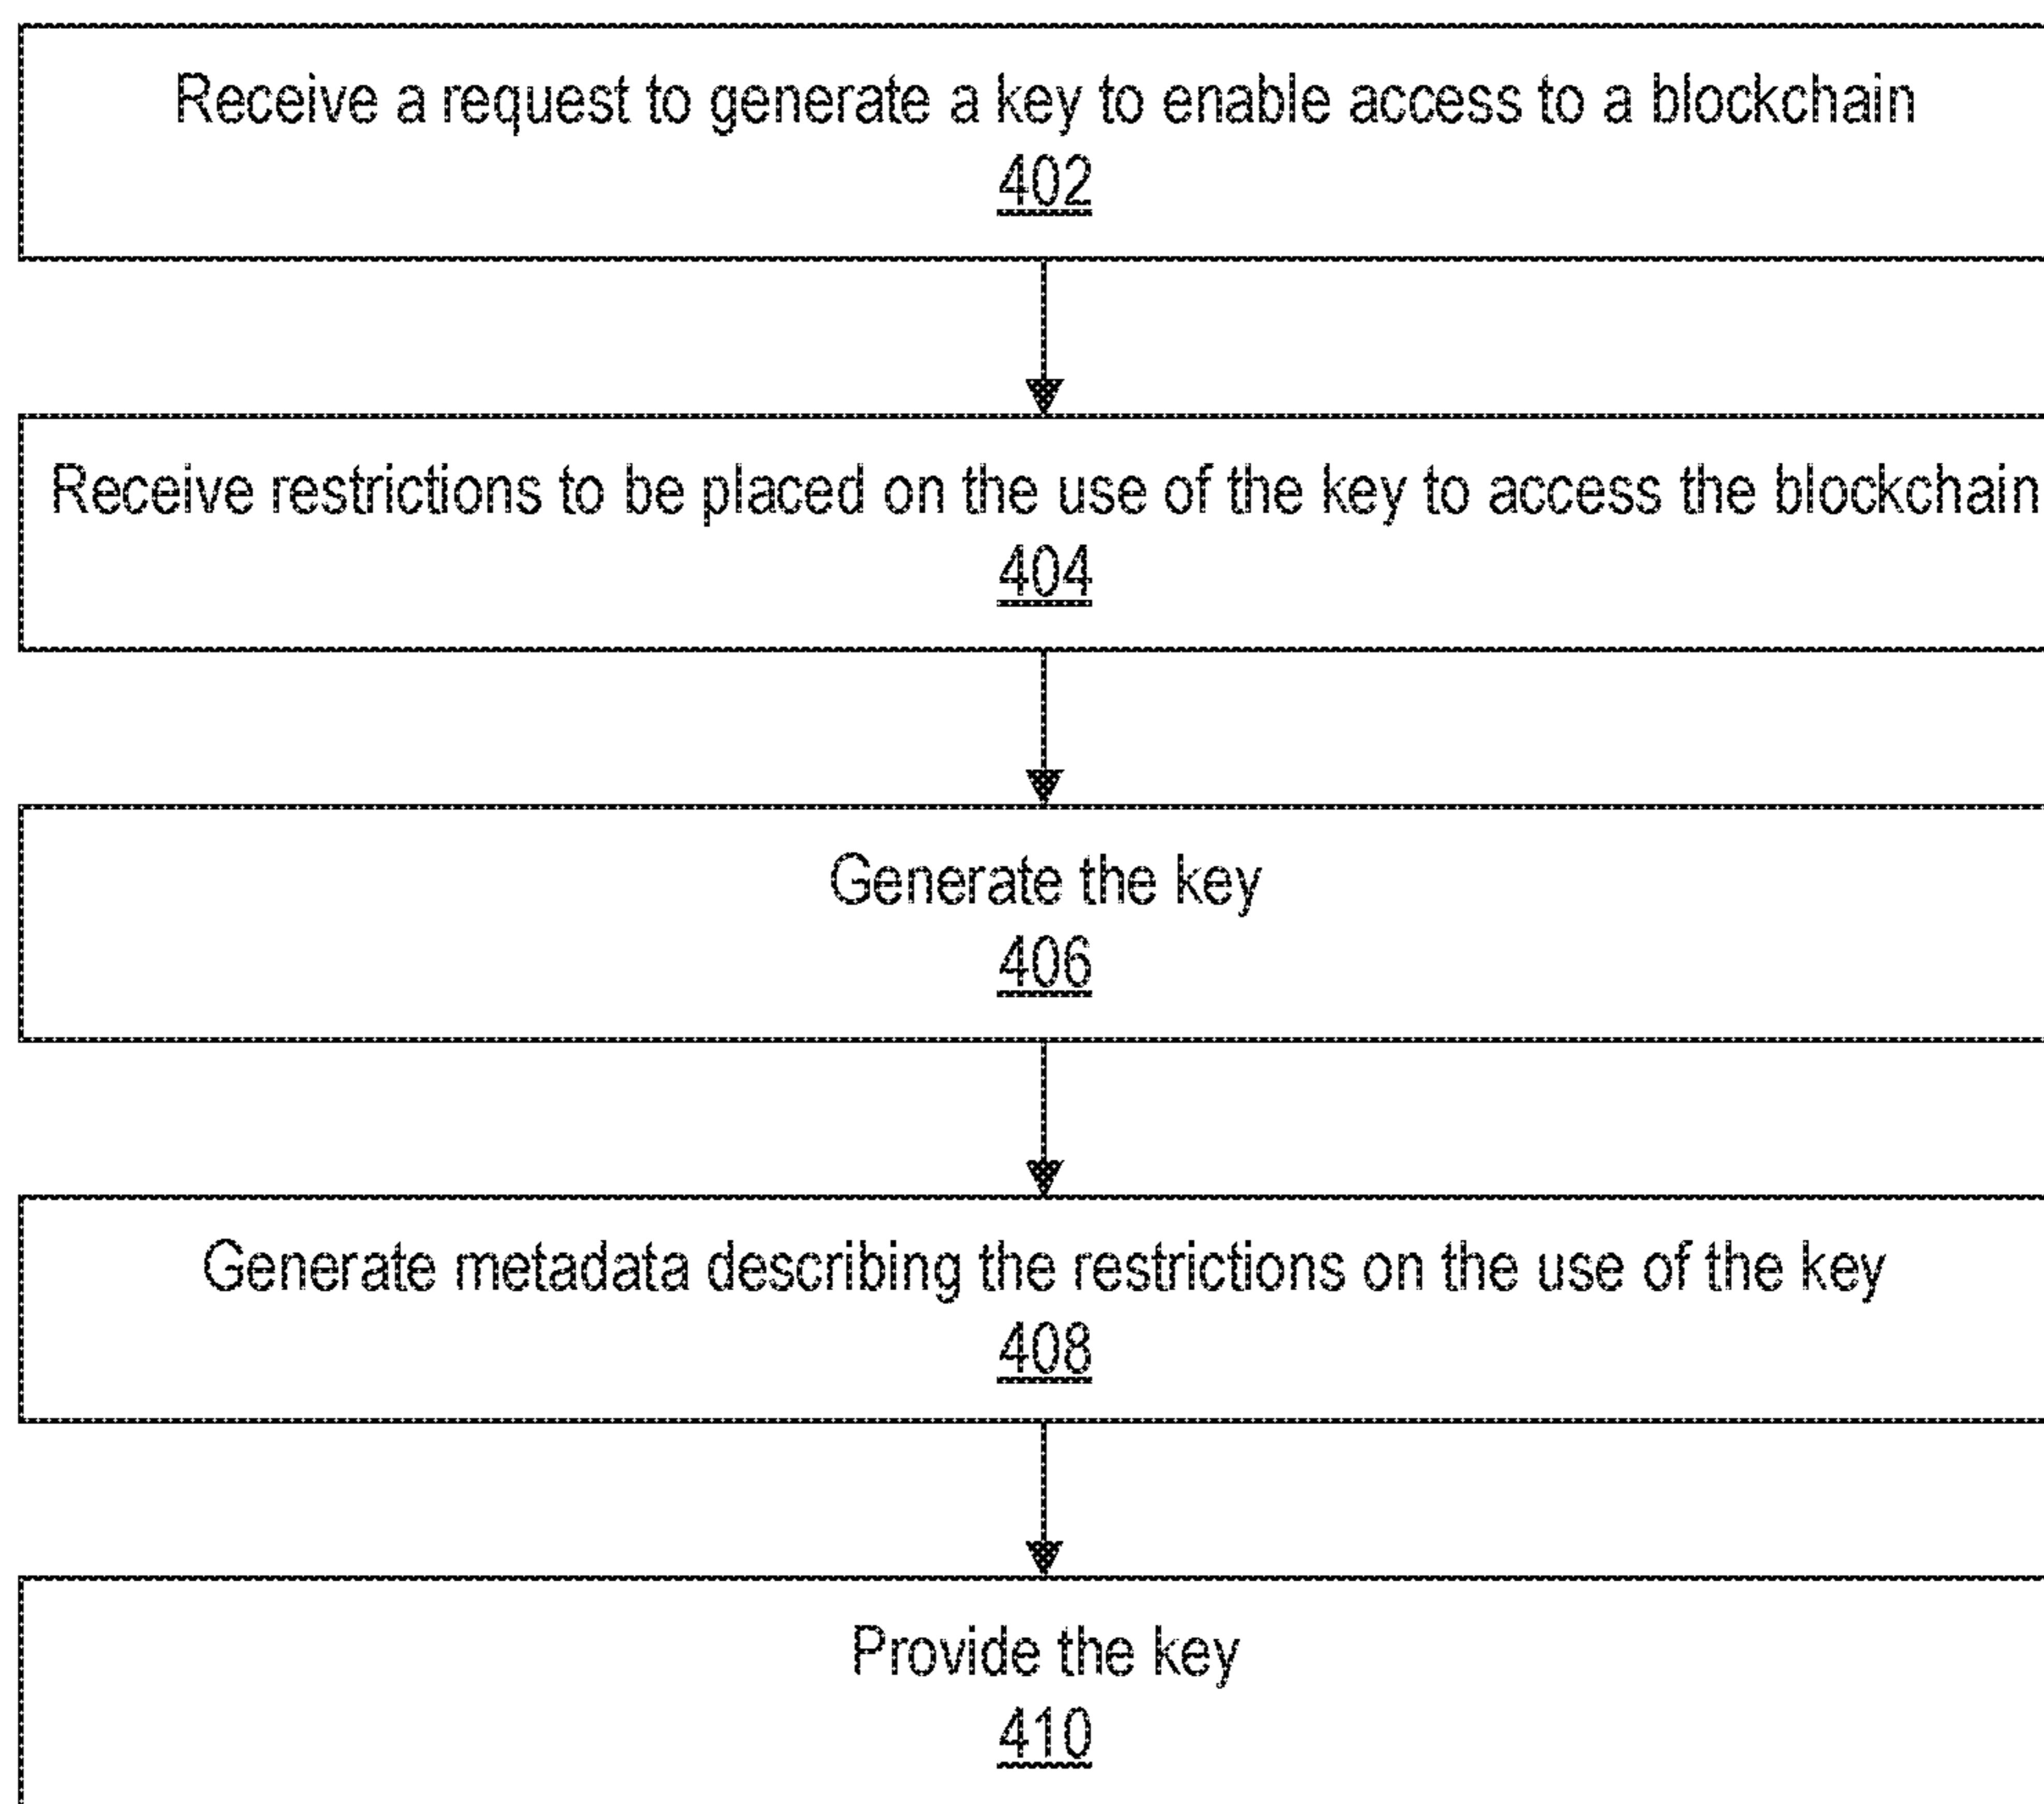 Receive a request to generate a key to enable access to a blockchain
402
Receive restrictions to be placed on the use of the key to access the blockchain
404
Generate the key
406
Generate metadata describing the restrictions on the use of the key
408
Provide the key
410